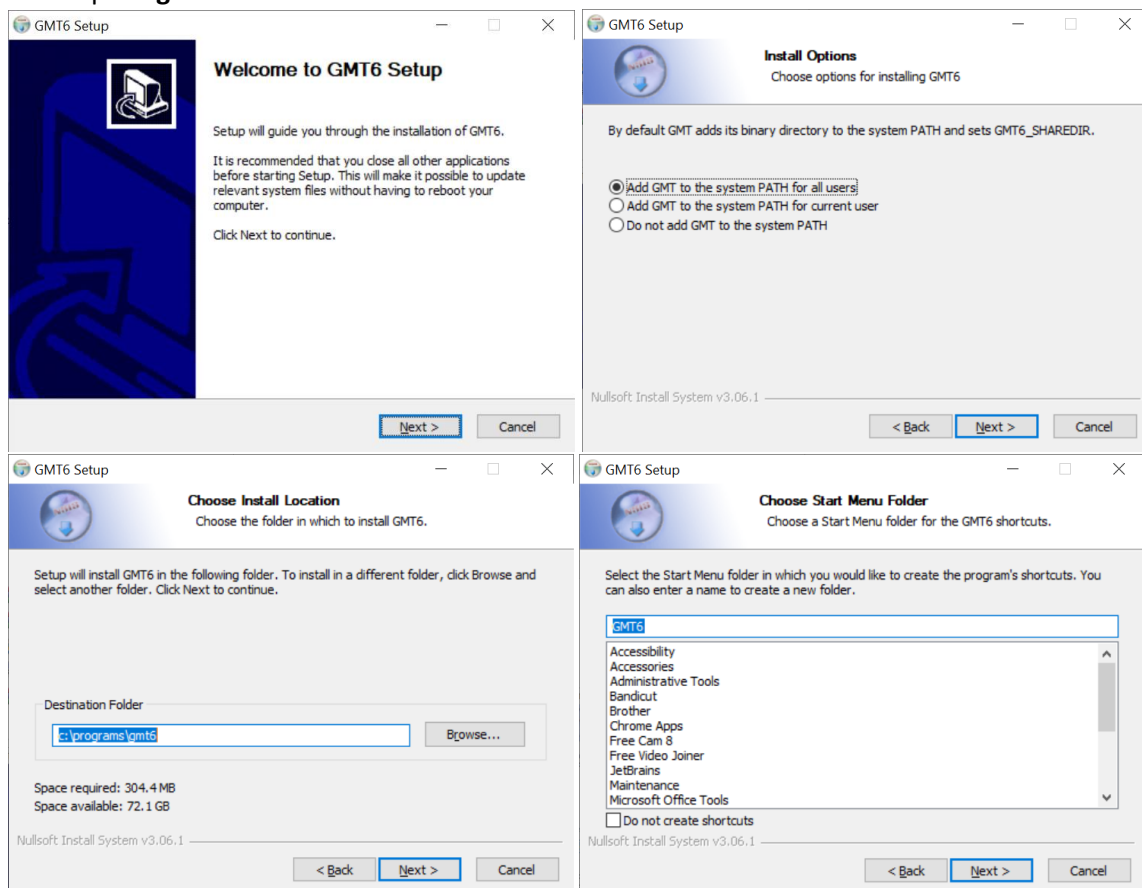 GMT6 Setup
Welcome to GMT6 Setup
Setup will guide you through the installation of GMT6.
It is recommended that you close all other applications
before starting Setup. This will make it possible to update
relevant system files without having to reboot your
computer.
Click Next to continue.
Next >
Cancel
GMT6 Setup
Install Options
Choose options for installing GMT6
By default GMT adds its binary directory to the system PATH and sets GMT6_SHAREDIR.
Add GMT to the system PATH for all users
Add GMT to the system PATH for current user
Do not add GMT to the system PATH
Nullsoft Install System v3.06.1
< Back
Next >
Cancel
GMT6 Setup
Choose Install Location
Choose the folder in which to install GMT6.
Setup will install GMT6 in the following folder. To install in a different folder, click Browse and
select another folder. Click Next to continue.
Destination Folder
c:\programs\gmt6
Browse...
Space required: 304.4 MB
Space available: 72.1 GB
Nullsoft Install System v3.06.1
< Back
Next >
Cancel
GMT6 Setup
Choose Start Menu Folder
Choose a Start Menu folder for the GMT6 shortcuts.
Select the Start Menu folder in which you would like to create the program's shortcuts. You
can also enter a name to create a new folder.
GMT6
Accessibility
Accessories
Administrative Tools
Bandicut
Brother
Chrome Apps
Free Cam 8
Free Video Joiner
JetBrains
Maintenance
Microsoft Office Tools
Do not create shortcuts
Nullsoft Install System v3.06.1
< Back
Next >
Cancel